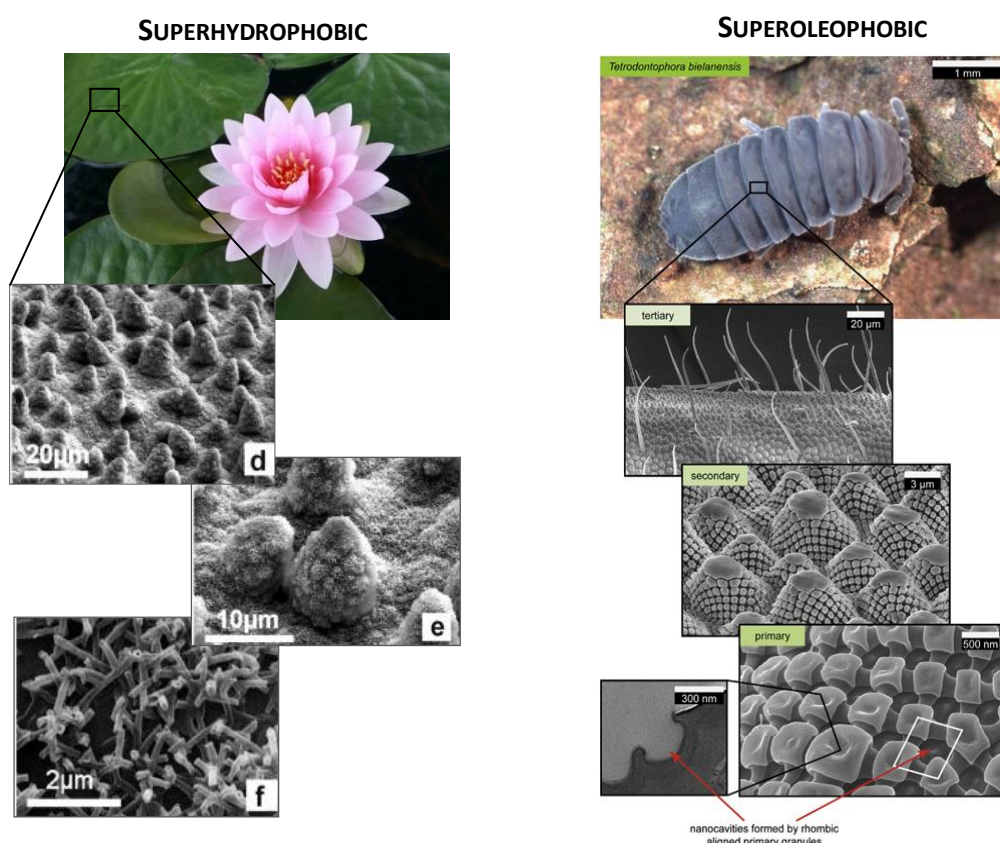 SUPERHYDROPHOBIC
d
20µm
e
10µm
f
2µm
SUPEROLEOPHOBIC
Tetrodontophora bielanensis
1 mm
tertiary
20 µm
secondary
3 µm
primary
500 nm
300 nm
nanocavities formed by rhombic
aligned primary granules